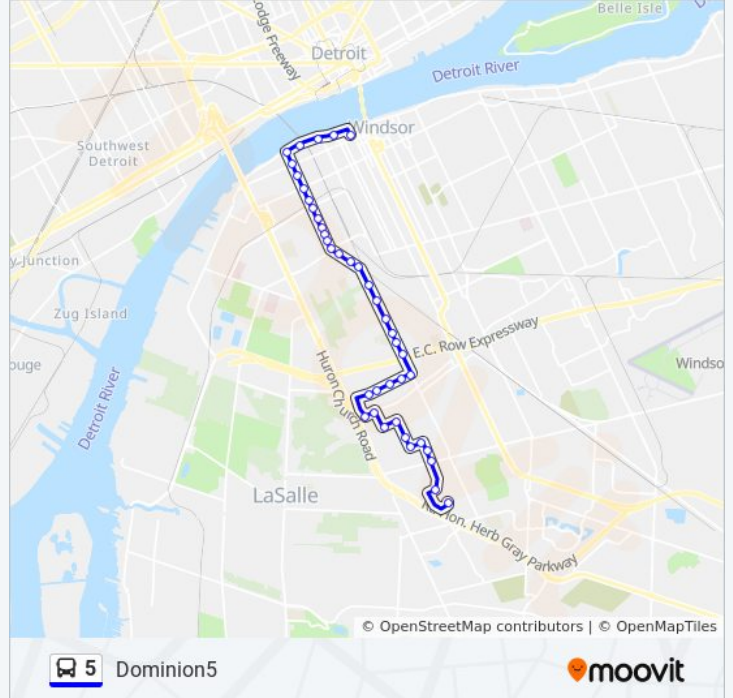 Belle Isle
Lodge Freeway
Detroit
Detroit River
Windsor
Southwest
Detroit
y Junction
Zug Island
ouge
E.C. Row Expressway
Windso
Huron Church Road
Detroit River
LaSalle
Hon. Herb Gray Parkway
© OpenStreetMap contributors | © OpenMapTiles
5 Dominion5
moovit